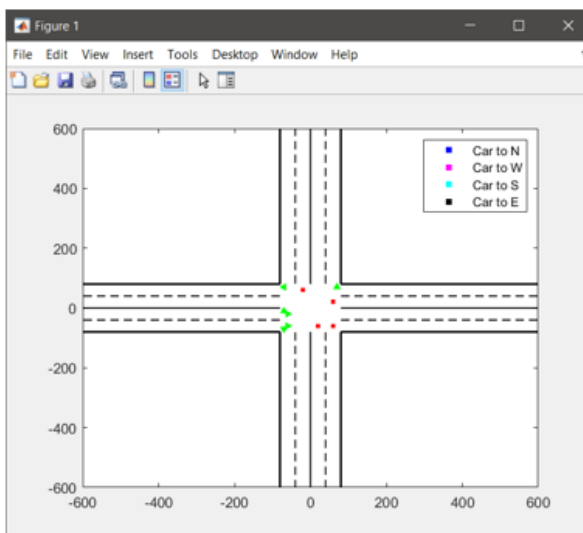 Figure 1
File Edit View Insert Tools Desktop Window Help
600
400
200
0
-200
-400
-600
-600 -400 -200 0 200 400 600
Car to N
Car to W
Car to S
Car to E